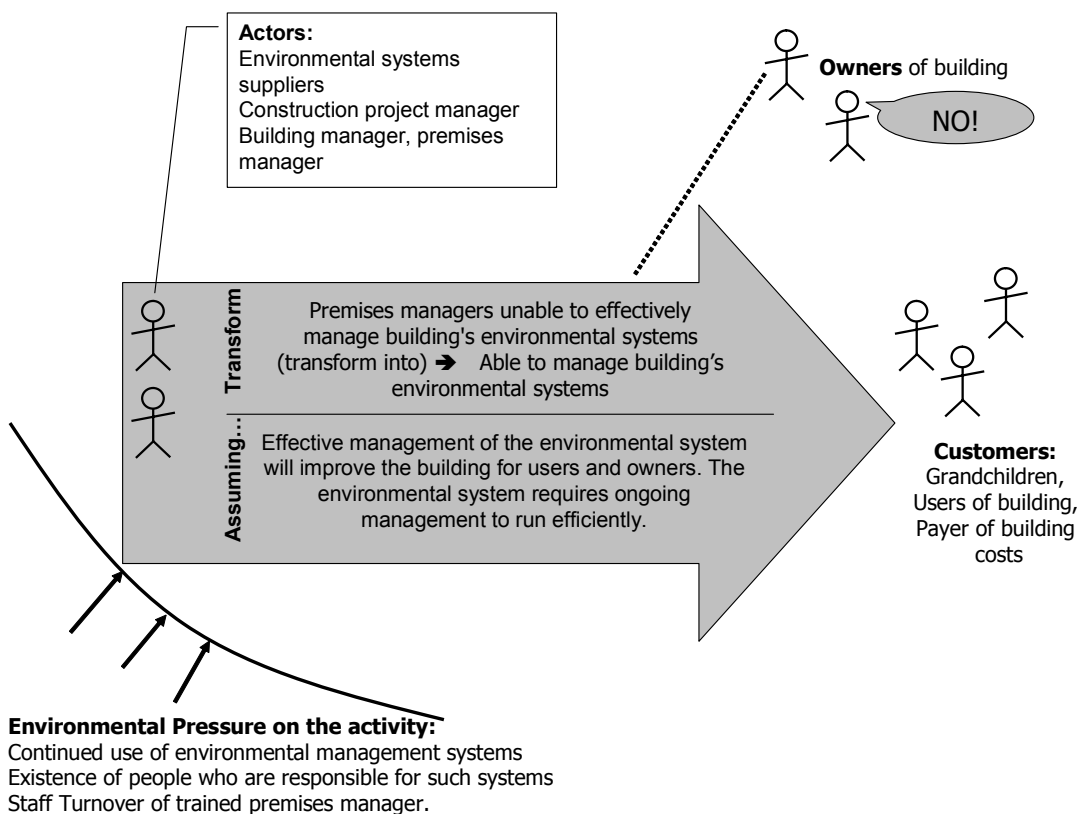 Actors:
Environmental systems
suppliers
Construction project manager
Building manager, premises
manager
Owners of building
NO!
Transform
Premises managers unable to effectively
manage building's environmental systems
(transform into) ➔ Able to manage building’s
environmental systems
Assuming…
Effective management of the environmental system
will improve the building for users and owners. The
environmental system requires ongoing
management to run efficiently.
Customers:
Grandchildren,
Users of building,
Payer of building
costs
Environmental Pressure on the activity:
Continued use of environmental management systems
Existence of people who are responsible for such systems
Staff Turnover of trained premises manager.